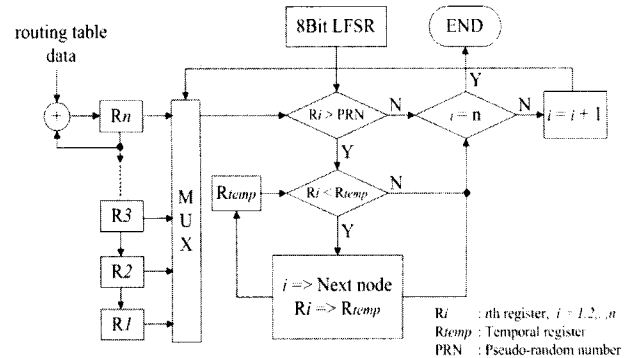 routing table
data
8Bit LFSR
END
+
Rn
Ri > PRN
N
i = n
Y
N
i = i + 1
Y
M
U
X
Rtemp
Ri < Rtemp
N
Y
R3
R2
R1
i => Next node
Ri => Rtemp
Ri : ith register, i = 1,2,..,n
Rtemp : Temporal register
PRN : Pseudo-random number